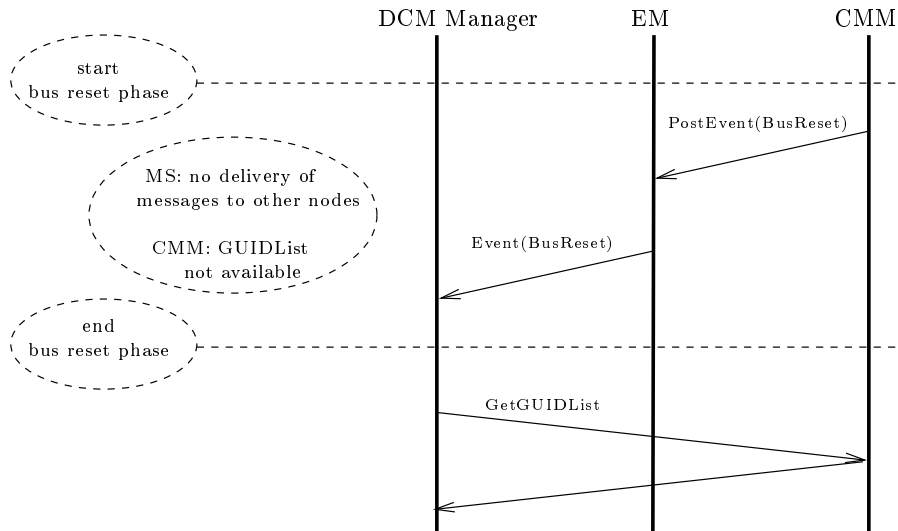 DCM Manager EM CMM
start
bus reset phase
PostEvent(BusReset)
MS: no delivery of
messages to other nodes
CMM: GUIDList
not available
Event(BusReset)
end
bus reset phase
GetGUIDList